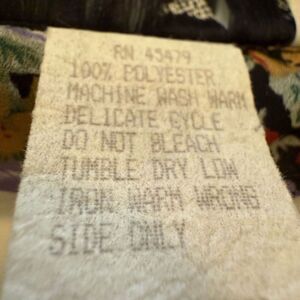 RN 45479
100% POLYESTER
MACHINE WASH WARM
DELICATE CYCLE
DO NOT BLEACH
TUMBLE DRY LOW
IRON WARM WRONG
SIDE ONLY